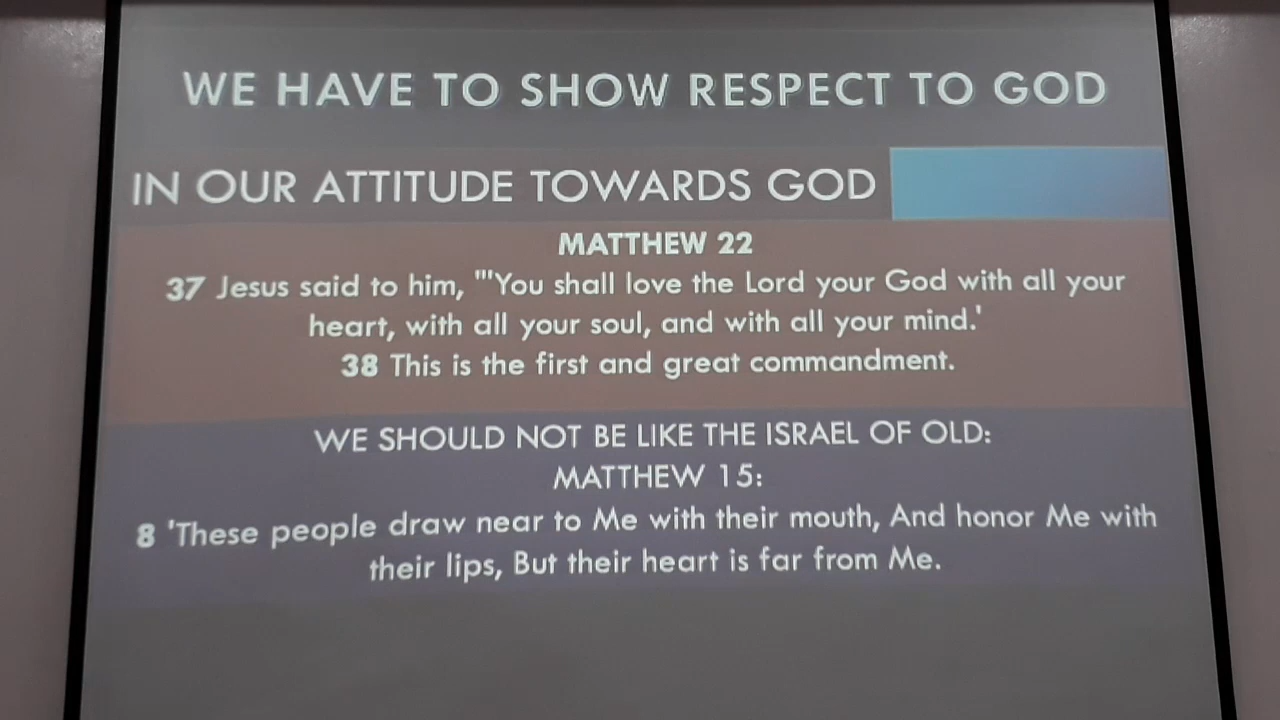 WE HAVE TO SHOW RESPECT TO GOD
IN OUR ATTITUDE TOWARDS GOD
MATTHEW 22
37 Jesus said to him, "'You shall love the Lord your God with all your
heart, with all your soul, and with all your mind.'
38 This is the first and great commandment.
WE SHOULD NOT BE LIKE THE ISRAEL OF OLD:
MATTHEW 15:
8 'These people draw near to Me with their mouth, And honor Me with
their lips, But their heart is far from Me.